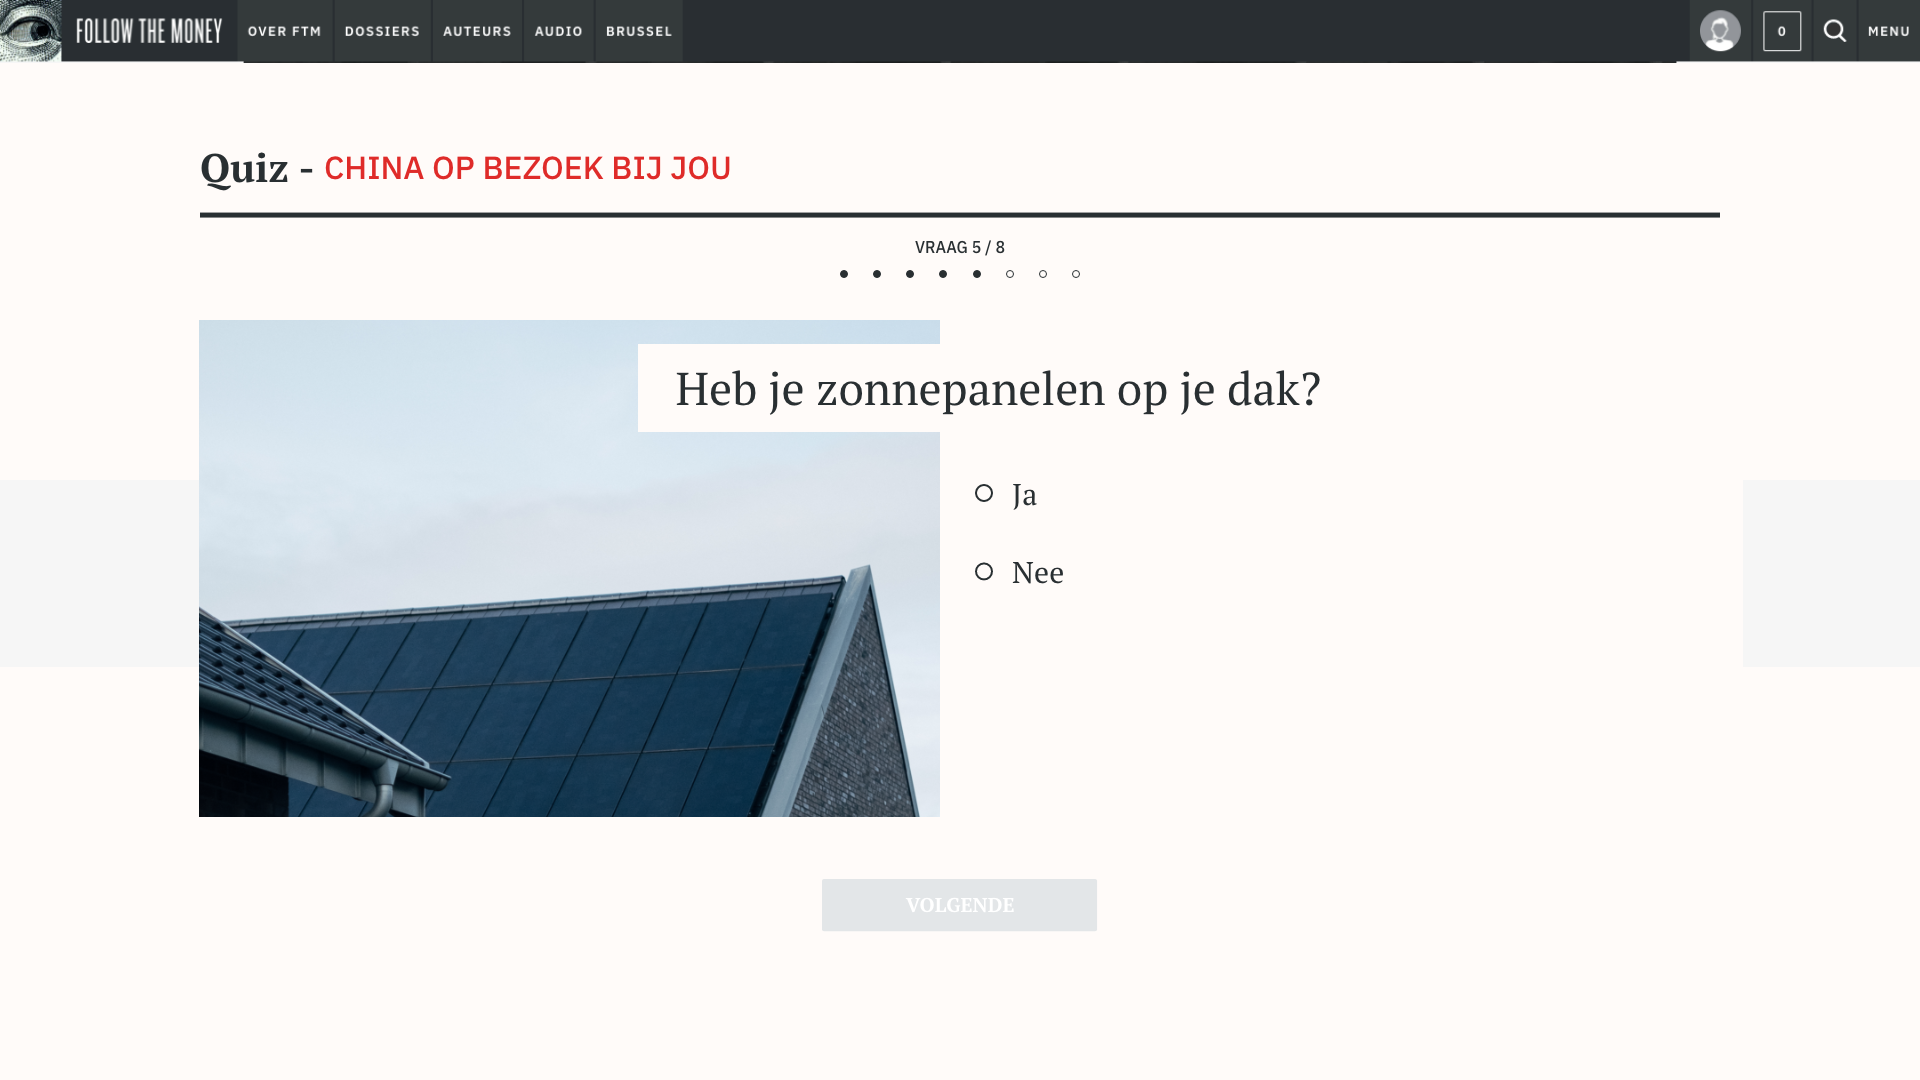 FOLLOW THE MONEY
OVER FTM
DOSSIERS
AUTEURS
AUDIO
BRUSSEL
0
MENU
Quiz - CHINA OP BEZOEK BIJ JOU
VRAAG 5 / 8
Heb je zonnepanelen op je dak?
Ja
Nee
VOLGENDE